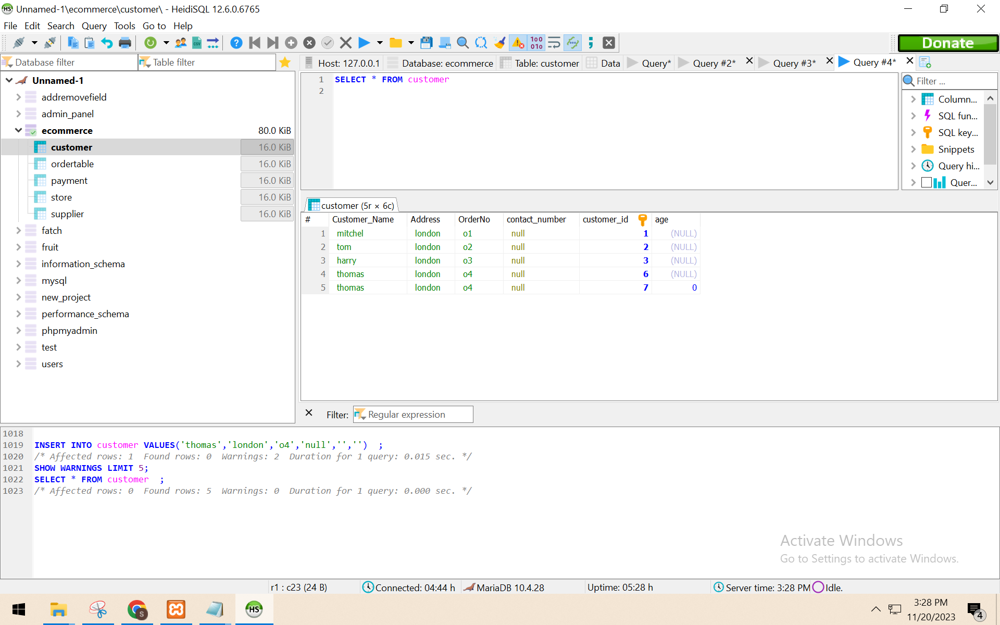 Unnamed-1\ecommerce\customer\ - HeidiSQL 12.6.0.6765
File Edit Search Query Tools Go to Help
Donate
Database filter
Table filter
Host: 127.0.0.1
Database: ecommerce
Table: customer
Data
Query*
Query #2*
Query #3*
Query #4*
Unnamed-1
addremovefield
admin_panel
ecommerce 80.0 KiB
customer 16.0 KiB
ordertable 16.0 KiB
payment 16.0 KiB
store 16.0 KiB
supplier 16.0 KiB
fatch
fruit
information_schema
mysql
new_project
performance_schema
phpmyadmin
test
users
1 SELECT * FROM customer
2
Filter ...
Column...
SQL fun...
SQL key...
Snippets
Query hi...
Quer...
customer (5r × 6c)
# Customer_Name Address OrderNo contact_number customer_id age
1 mitchel london o1 null 1 (NULL)
2 tom london o2 null 2 (NULL)
3 harry london o3 null 3 (NULL)
4 thomas london o4 null 6 (NULL)
5 thomas london o4 null 7 0
Filter: Regular expression
1018
1019 INSERT INTO customer VALUES('thomas','london','o4','null','','') ;
1020 /* Affected rows: 1 Found rows: 0 Warnings: 2 Duration for 1 query: 0.015 sec. */
1021 SHOW WARNINGS LIMIT 5;
1022 SELECT * FROM customer ;
1023 /* Affected rows: 0 Found rows: 5 Warnings: 0 Duration for 1 query: 0.000 sec. */
Activate Windows
Go to Settings to activate Windows.
r1 : c23 (24 B) Connected: 04:44 h MariaDB 10.4.28 Uptime: 05:28 h Server time: 3:28 PM Idle.
S
HS
3:28 PM
11/20/2023
4